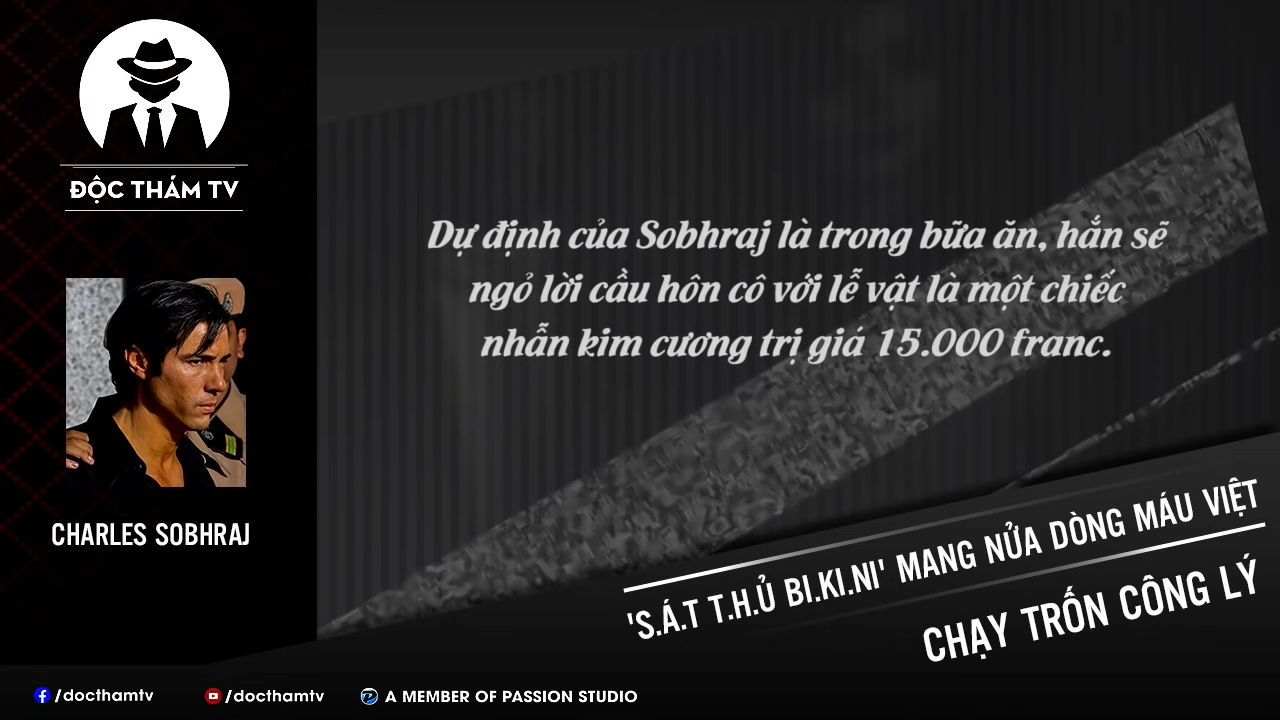 ĐỘC THÁM TV
CHARLES SOBHRAJ
Dự định của Sobhraj là trong bữa ăn, hắn sẽ
ngỏ lời cầu hôn cô với lễ vật là một chiếc
nhẫn kim cương trị giá 15.000 franc.
'S.Á.T T.H.Ủ BI.KI.NI' MANG NỬA DÒNG MÁU VIỆT
CHẠY TRỐN CÔNG LÝ
/docthamtv
/docthamtv
A MEMBER OF PASSION STUDIO